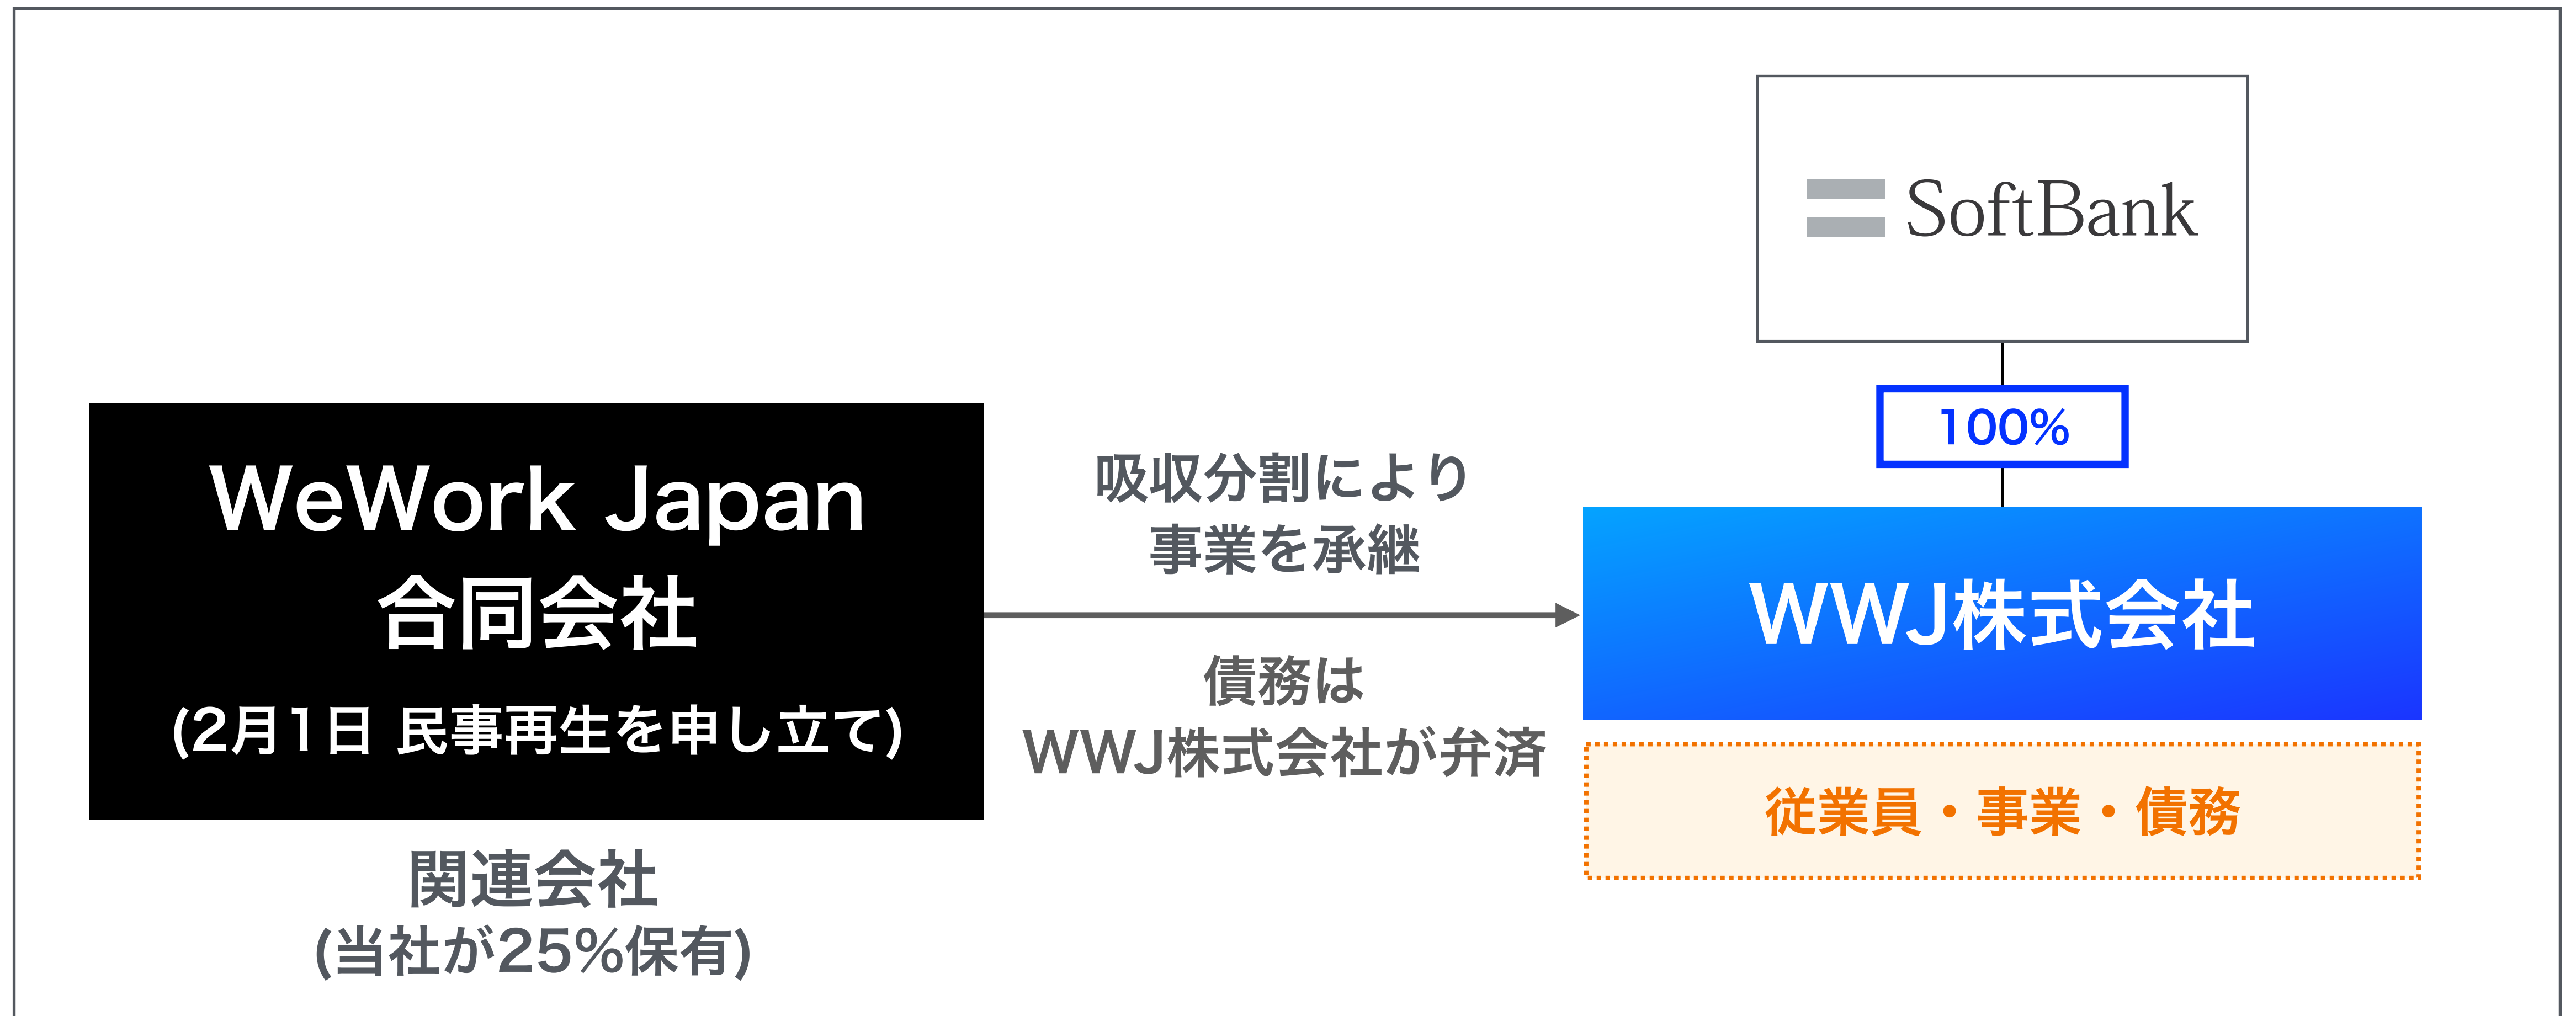 SoftBank
100%
WeWork Japan
合同会社
(2月1日 民事再生を申し立て)
関連会社
(当社が25%保有)
吸収分割により
事業を承継
債務は
WWJ株式会社が弁済
WWJ株式会社
従業員・事業・債務